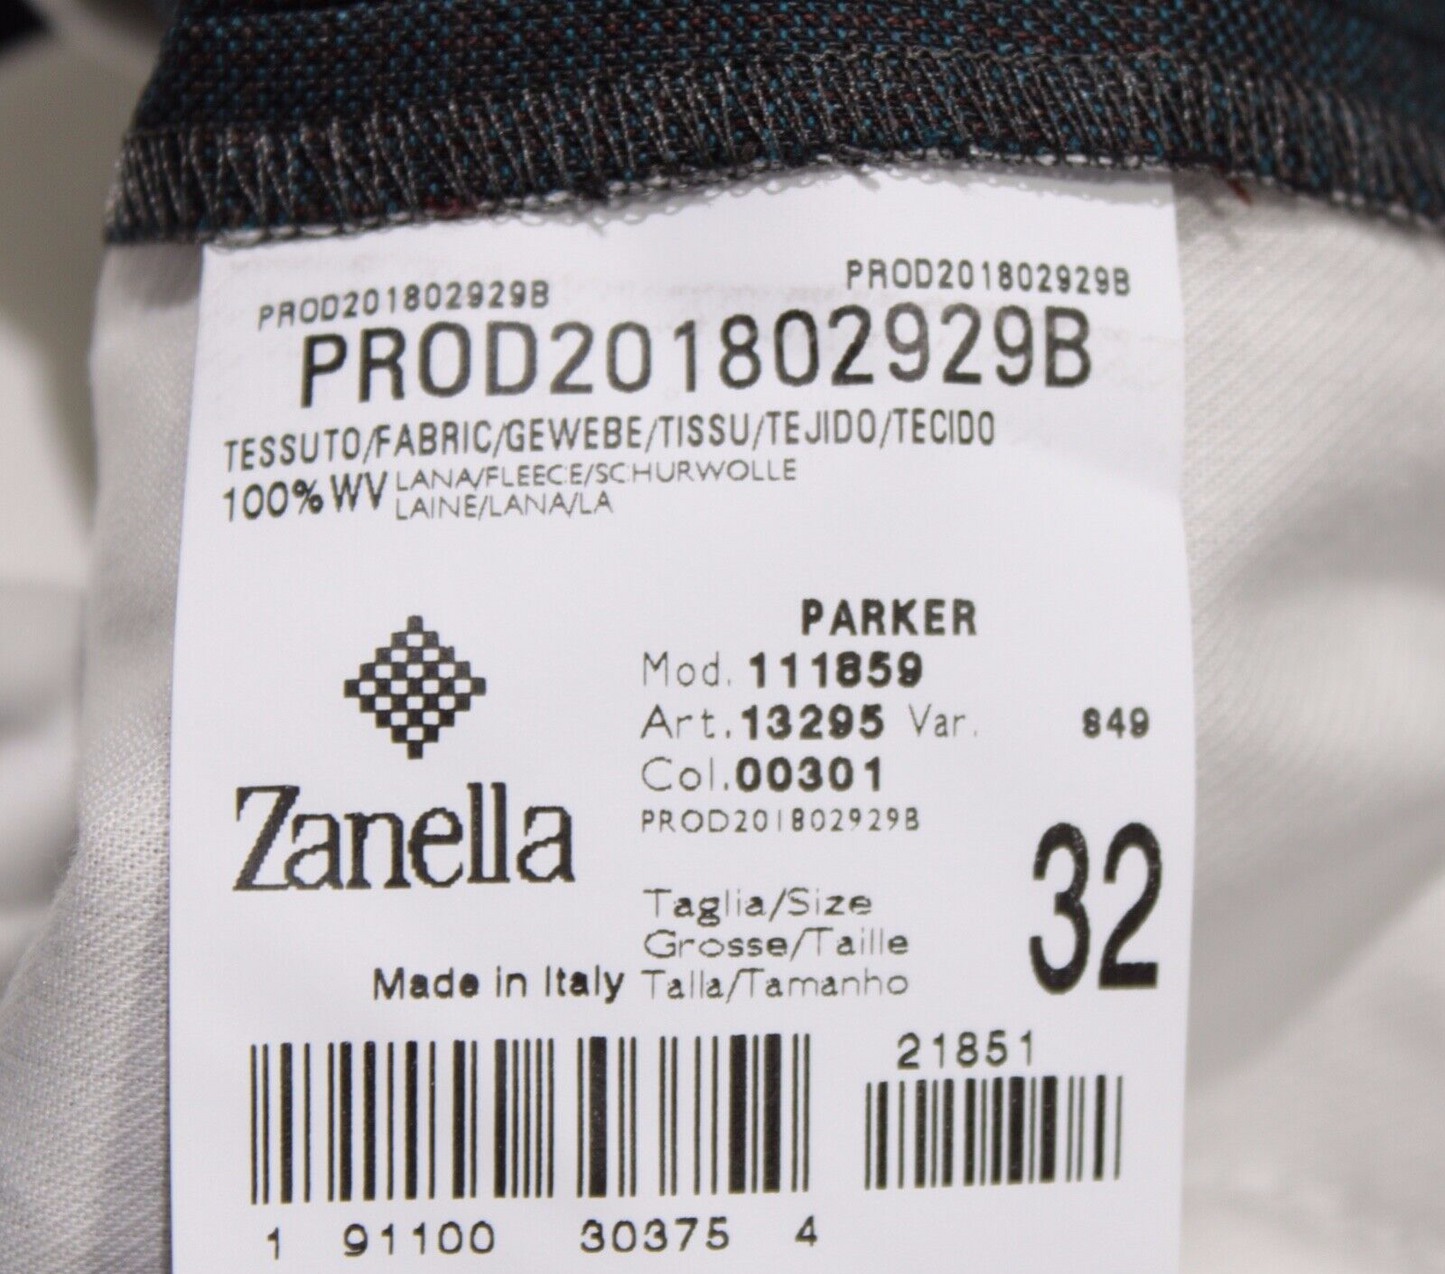 PROD201802929B
PROD201802929B
PROD201802929B
TESSUTO/FABRIC/GEWEBE/TISSU/TEJIDO/TECIDO
100% WV LANA/FLEECE/SCHURWOLLE
LAINE/LANA/LA
PARKER
Mod. 111859
Art. 13295 Var. 849
Col. 00301
PROD201802929B
Zanella
32
Taglia/Size
Grosse/Taille
Made in Italy Talla/Tamanho
21851
1 91100 30375 4